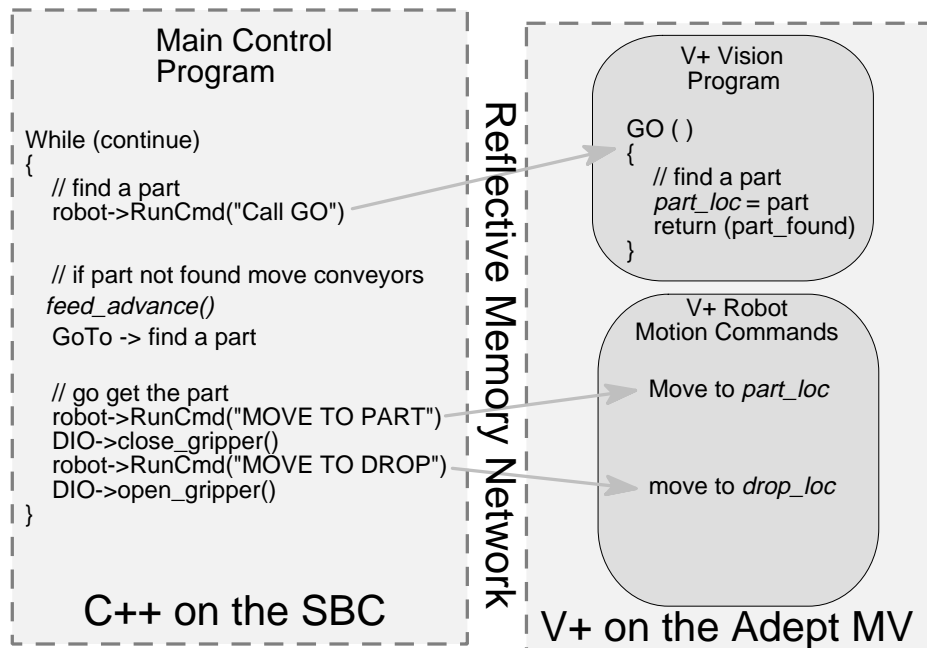 Main Control
Program
While (continue)
{
// find a part
robot->RunCmd("Call GO")
// if part not found move conveyors
feed_advance()
GoTo -> find a part
// go get the part
robot->RunCmd("MOVE TO PART")
DIO->close_gripper()
robot->RunCmd("MOVE TO DROP")
DIO->open_gripper()
}
C++ on the SBC
Reflective Memory Network
V+ Vision
Program
GO ( )
{
// find a part
part_loc = part
return (part_found)
}
V+ Robot
Motion Commands
Move to part_loc
move to drop_loc
V+ on the Adept MV